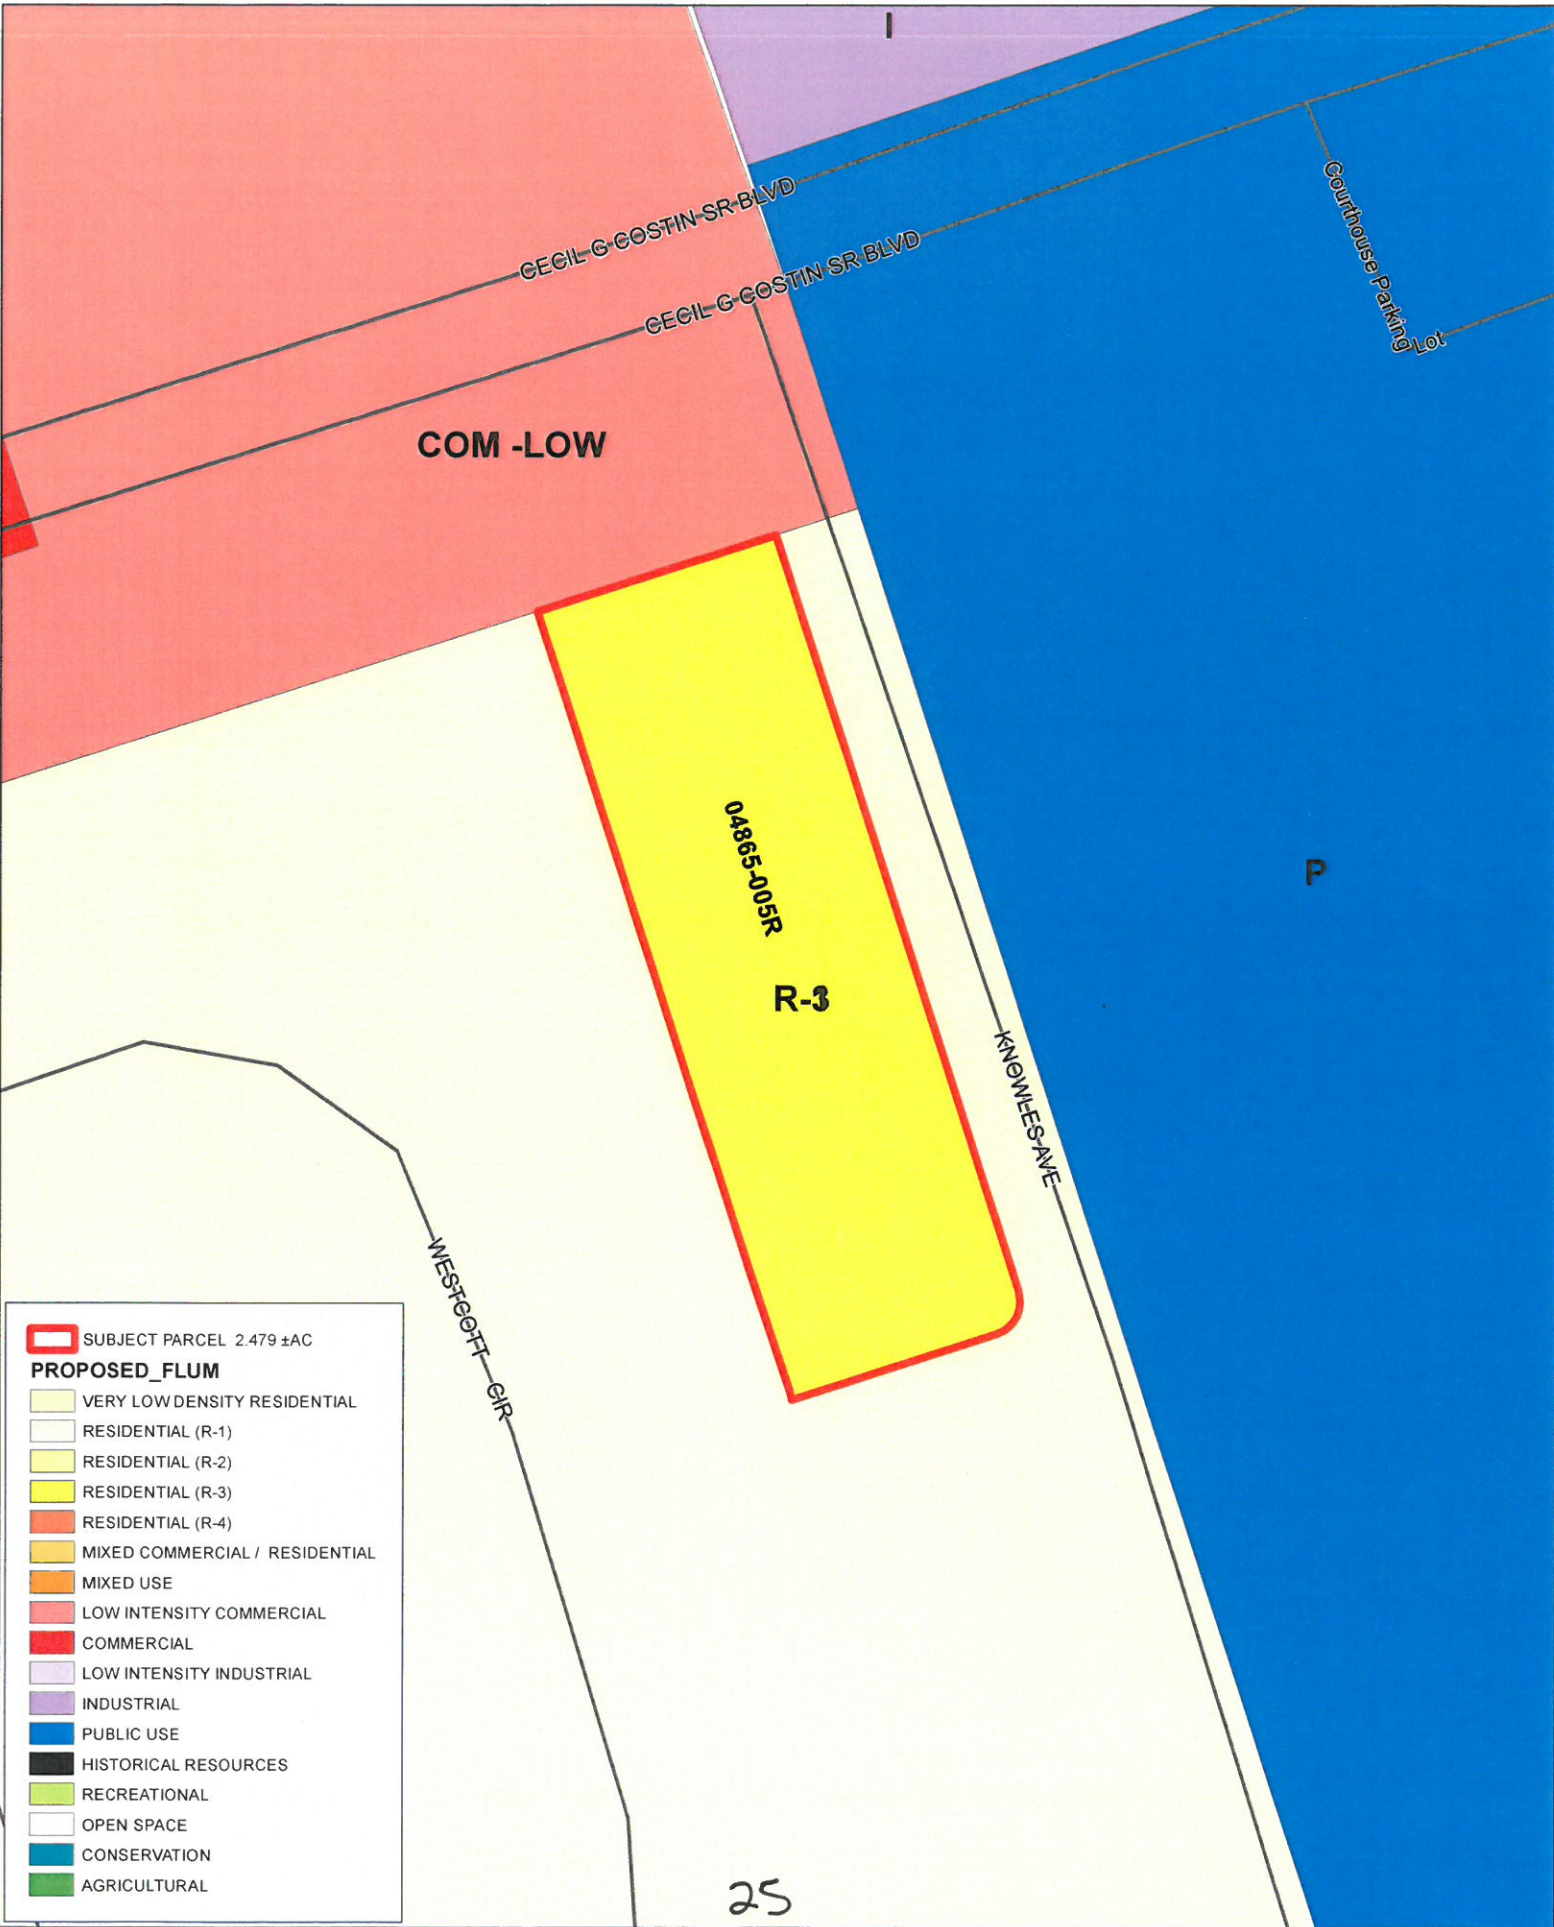 I
CECIL G COSTIN SR BLVD
CECIL G COSTIN SR BLVD
Courthouse Parking Lot
COM -LOW
04865-005R
P
R-3
KNOWLES AVE
WESTCOTT CIR
SUBJECT PARCEL 2.479 ±AC
PROPOSED_FLUM
VERY LOW DENSITY RESIDENTIAL
RESIDENTIAL (R-1)
RESIDENTIAL (R-2)
RESIDENTIAL (R-3)
RESIDENTIAL (R-4)
MIXED COMMERCIAL / RESIDENTIAL
MIXED USE
LOW INTENSITY COMMERCIAL
COMMERCIAL
LOW INTENSITY INDUSTRIAL
INDUSTRIAL
PUBLIC USE
HISTORICAL RESOURCES
RECREATIONAL
OPEN SPACE
CONSERVATION
AGRICULTURAL
25